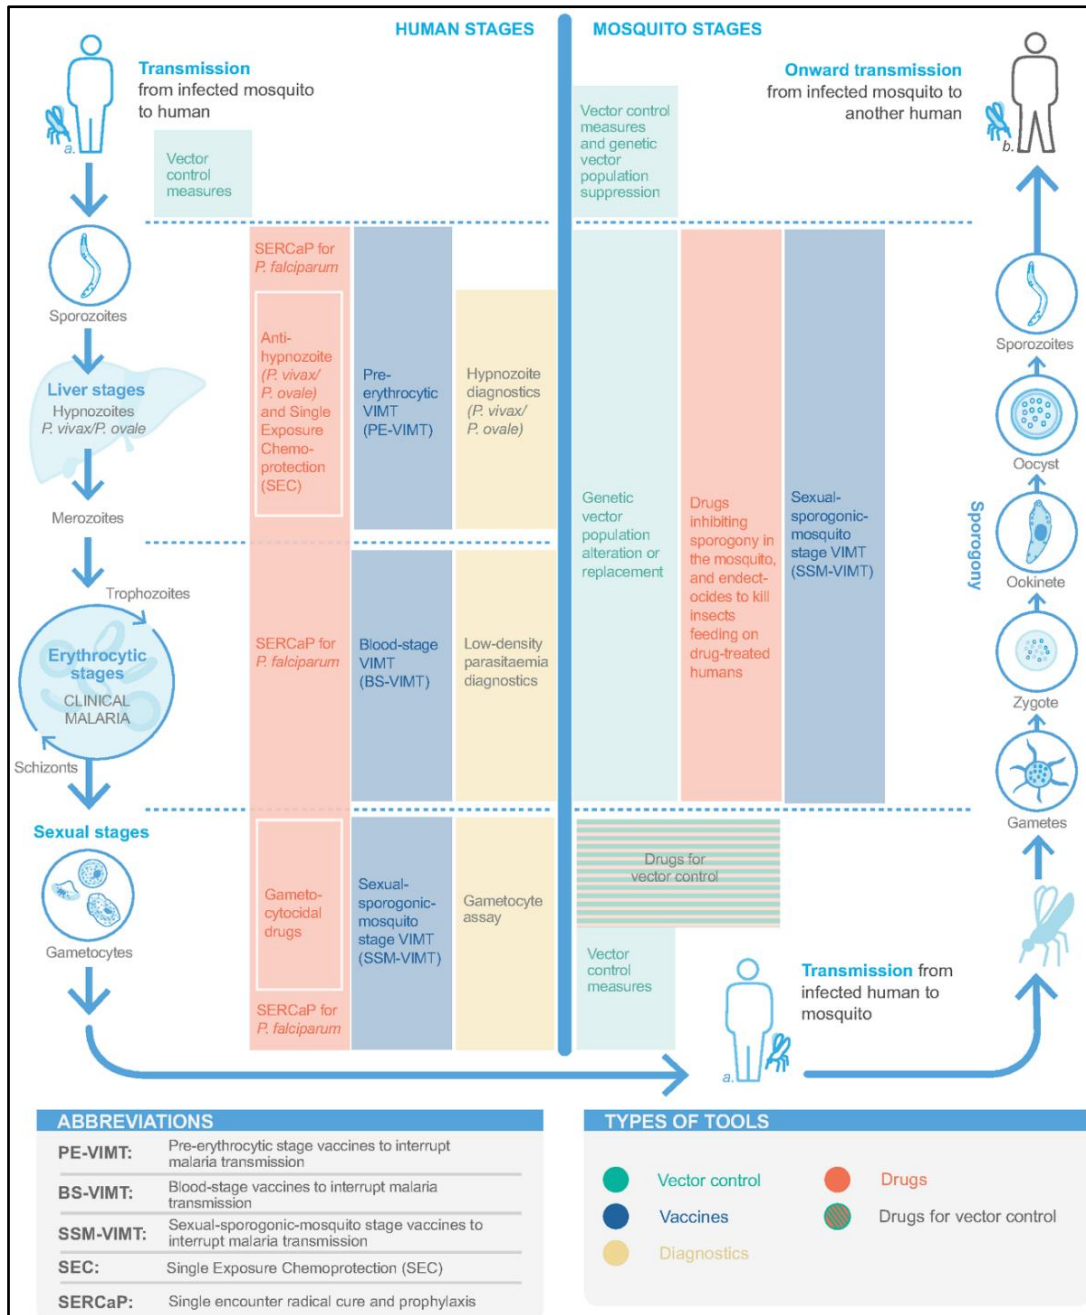 HUMAN STAGES
MOSQUITO STAGES
Transmission
from infected mosquito
to human
a.
Vector
control
measures
Sporozoites
Liver stages
Hypnozoites
P. vivax/P. ovale
Merozoites
Trophozoites
Erythrocytic
stages
CLINICAL
MALARIA
Schizonts
Sexual stages
Gametocytes
SERCaP for
P. falciparum
Anti-
hypnozoite
(P. vivax/
P. ovale)
and Single
Exposure
Chemo-
protection
(SEC)
Pre-
erythrocytic
VIMT
(PE-VIMT)
Hypnozoite
diagnostics
(P. vivax/
P. ovale)
SERCaP for
P. falciparum
Blood-stage
VIMT
(BS-VIMT)
Low-density
parasitaemia
diagnostics
Gameto-
cytocidal
drugs
SERCaP for
P. falciparum
Sexual-
sporogonic-
mosquito
stage VIMT
(SSM-VIMT)
Gametocyte
assay
Vector control
measures
and genetic
vector
population
suppression
Onward transmission
from infected mosquito to
another human
b.
Genetic
vector
population
alteration or
replacement
Drugs
inhibiting
sporogony in
the mosquito,
and endect-
ocides to kill
insects
feeding on
drug-treated
humans
Sexual-
sporogonic-
mosquito
stage VIMT
(SSM-VIMT)
Sporogony
Sporozoites
Oocyst
Ookinete
Zygote
Gametes
Drugs for
vector control
Vector
control
measures
a.
Transmission from
infected human to
mosquito
ABBREVIATIONS
PE-VIMT: Pre-erythrocytic stage vaccines to interrupt
malaria transmission
BS-VIMT: Blood-stage vaccines to interrupt malaria
transmission
SSM-VIMT: Sexual-sporogonic-mosquito stage vaccines to
interrupt malaria transmission
SEC: Single Exposure Chemoprotection (SEC)
SERCaP: Single encounter radical cure and prophylaxis
TYPES OF TOOLS
Vector control
Drugs
Vaccines
Drugs for vector control
Diagnostics